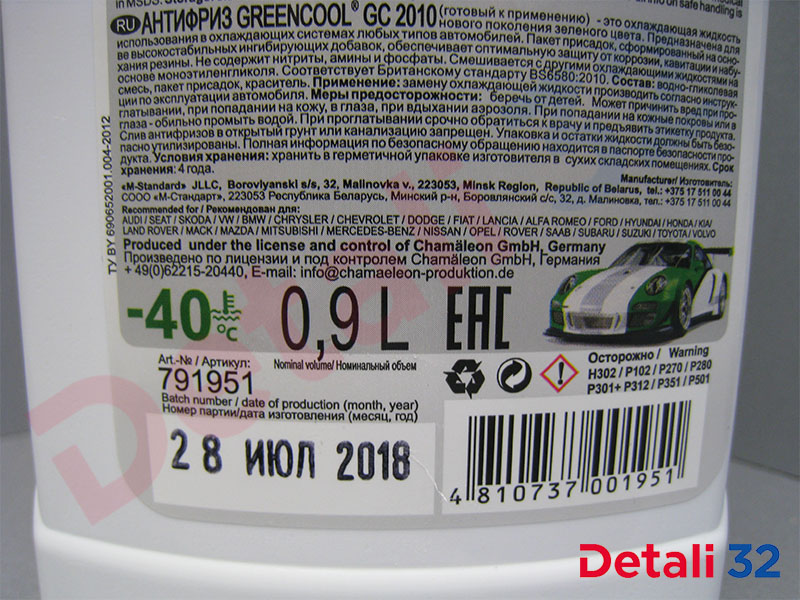 in MSDS.
on safe handling is
RU АНТИФРИЗ GREENCOOL® GC 2010 (готовый к применению) - это охлаждающая жидкость
нового поколения зеленого цвета. Предназначена для
использования в охлаждающих системах любых типов автомобилей. Пакет присадок, сформированный на осно-
ве высокостабильных ингибирующих добавок, обеспечивает оптимальную защиту от коррозии, кавитации и набу-
хания резины. Не содержит нитриты, амины и фосфаты. Смешивается с другими охлаждающими жидкостями на
основе моноэтиленгликоля. Соответствует Британскому стандарту BS6580:2010. Состав: водно-гликолевая
смесь, пакет присадок, краситель. Применение: замену охлаждающей жидкости производить согласно инструк-
ции по эксплуатации автомобиля. Меры предосторожности: беречь от детей. Может причинить вред при про-
глатывании, при попадании на кожу, в глаза, при вдыхании аэрозоля. При попадании на кожные покровы или в
глаза - обильно промыть водой. При проглатывании срочно обратиться к врачу и предъявить этикетку продукта.
Слив антифризов в открытый грунт или канализацию запрещен. Упаковка и остатки жидкости должны быть безо-
пасно утилизированы. Полная информация по безопасному обращению находится в паспорте безопасности про-
дукта. Условия хранения: хранить в герметичной упаковке изготовителя в сухих складских помещениях. Срок
хранения: 4 года.
Manufacturer/ Изготовитель:
«M-Standard» JLLC, Borovlyanski s/s, 32, Malinovka v., 223053, Minsk Region, Republic of Belarus, tel.: +375 17 511 00 44
СООО «М-Стандарт», 223053 Республика Беларусь, Минский р-н, Боровлянский с/с, 32, д. Малиновка, тел.: +375 17 511 00 44
Recommended for / Рекомендован для:
AUDI / SEAT / SKODA / VW / BMW / CHRYSLER / CHEVROLET / DODGE / FIAT / LANCIA / ALFA ROMEO / FORD / HYUNDAI / HONDA / KIA/
LAND ROVER / MACK / MAZDA / MITSUBISHI / MERCEDES-BENZ / NISSAN / OPEL / ROVER / SAAB / SUBARU / SUZUKI / TOYOTA / VOLVO
Produced under the license and control of Chamäleon GmbH, Germany
Произведено по лицензии и под контролем Chamäleon GmbH, Германия
+ 49(0)62215-20440, E-mail: info@chamaeleon-produktion.de
ТУ BY 690652001.004-2012
-40 °C
0,9 L
EAC
Nominal volume/ Номинальный объем
Art.-№ / Артикул:
791951
Осторожно / Warning
H302 / P102 / P270 / P280
P301+ P312 / P351 / P501
Batch number / date of production (month, year)
Номер партии/дата изготовления (месяц, год)
28 ИЮЛ 2018
4 810737 001951
Detali 32
Detali 32